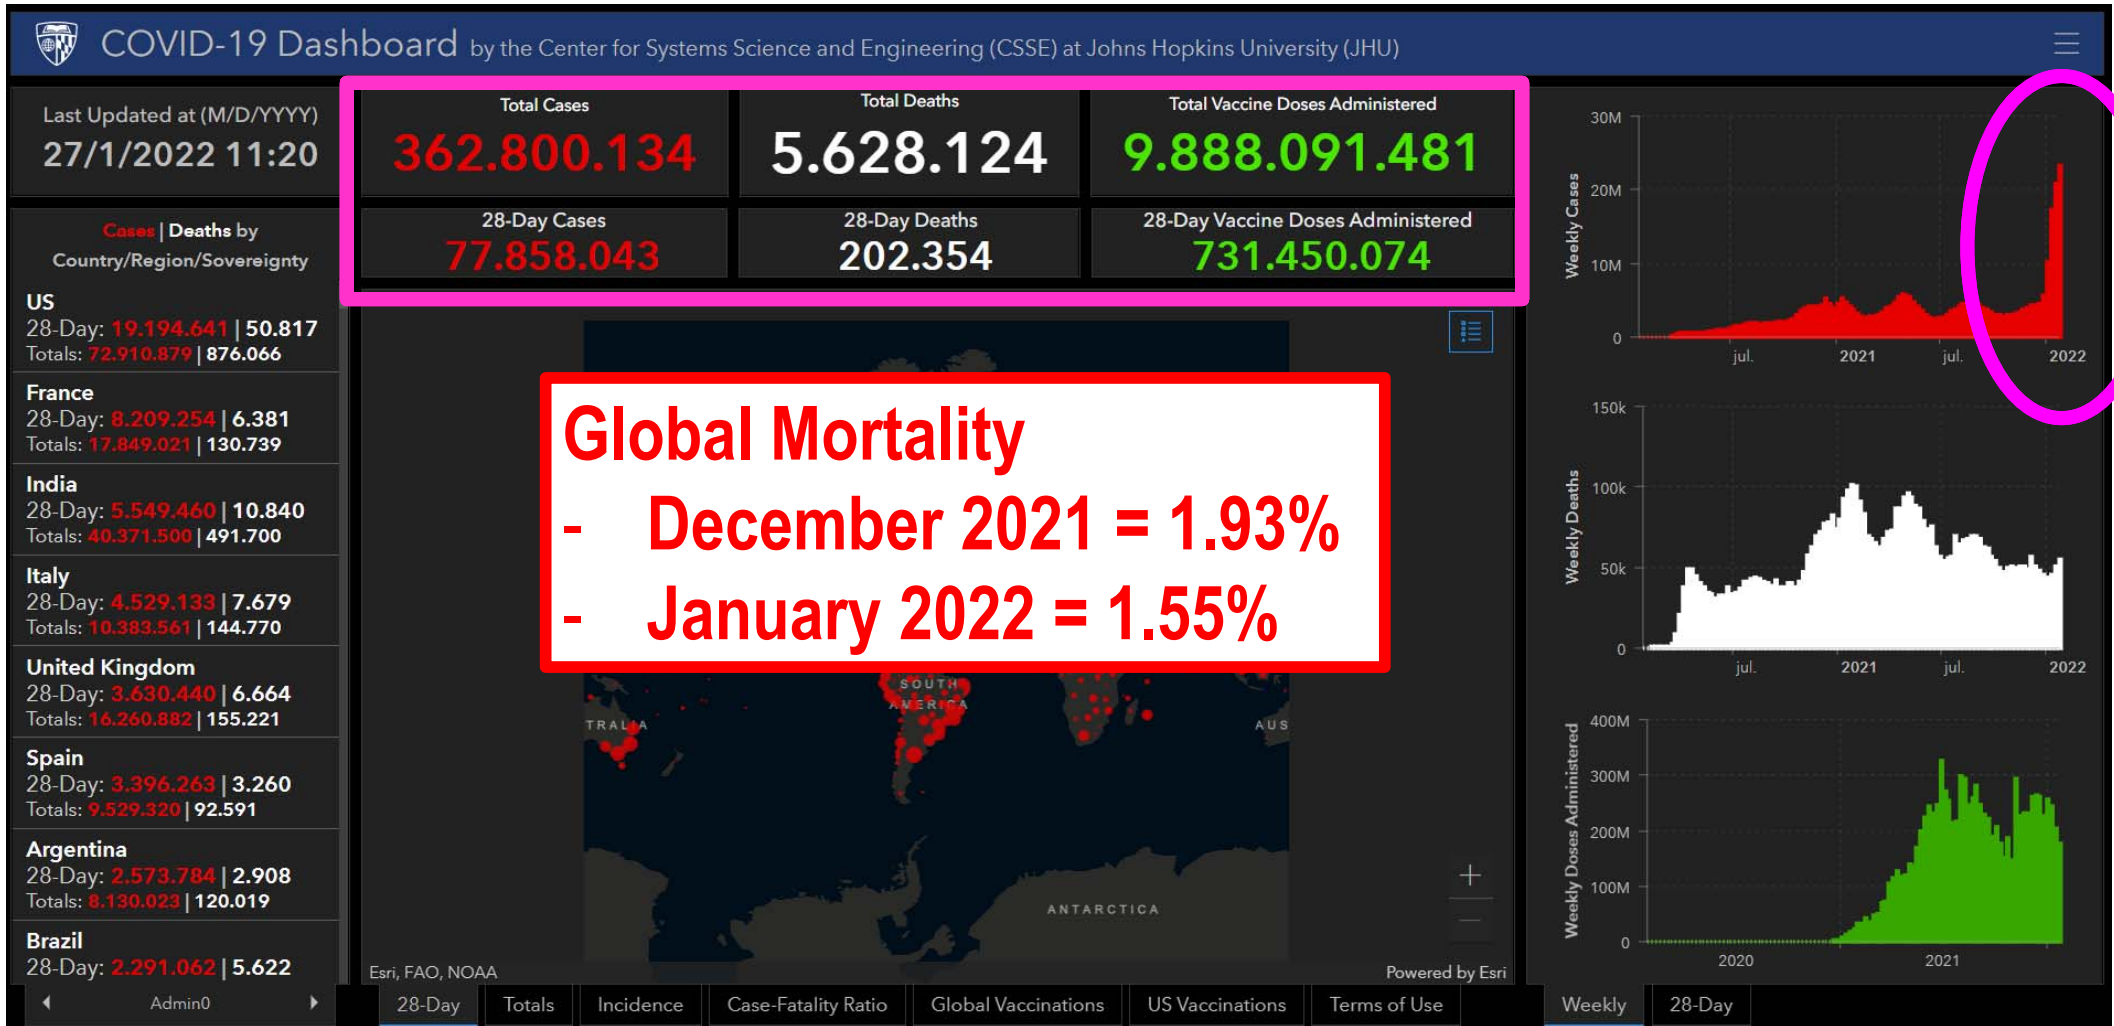 COVID-19 Dashboard by the Center for Systems Science and Engineering (CSSE) at Johns Hopkins University (JHU)
Last Updated at (M/D/YYYY)
27/1/2022 11:20
Total Cases
362.800.134
Total Deaths
5.628.124
Total Vaccine Doses Administered
9.888.091.481
28-Day Cases
77.858.043
28-Day Deaths
202.354
28-Day Vaccine Doses Administered
731.450.074
Cases | Deaths by
Country/Region/Sovereignty
US
28-Day: 19.194.641 | 50.817
Totals: 72.910.879 | 876.066
France
28-Day: 8.209.254 | 6.381
Totals: 17.849.021 | 130.739
India
28-Day: 5.549.460 | 10.840
Totals: 40.371.500 | 491.700
Italy
28-Day: 4.529.133 | 7.679
Totals: 10.383.561 | 144.770
United Kingdom
28-Day: 3.630.440 | 6.664
Totals: 16.260.882 | 155.221
Spain
28-Day: 3.396.263 | 3.260
Totals: 9.529.320 | 92.591
Argentina
28-Day: 2.573.784 | 2.908
Totals: 8.130.023 | 120.019
Brazil
28-Day: 2.291.062 | 5.622
Admin0
Global Mortality
- December 2021 = 1.93%
- January 2022 = 1.55%
SOUTH
AMERICA
TRALIA
AUS
ANTARCTICA
Esri, FAO, NOAA
Powered by Esri
28-Day
Totals
Incidence
Case-Fatality Ratio
Global Vaccinations
US Vaccinations
Terms of Use
Weekly Cases
30M
20M
10M
0
jul.
2021
jul.
2022
Weekly Deaths
150k
100k
50k
0
jul.
2021
jul.
2022
Weekly Doses Administered
400M
300M
200M
100M
0
2020
2021
Weekly
28-Day